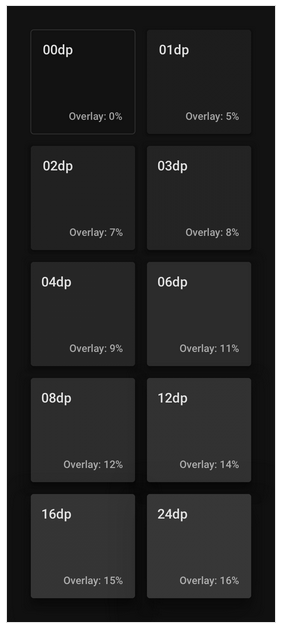 00dp
Overlay: 0%
01dp
Overlay: 5%
02dp
Overlay: 7%
03dp
Overlay: 8%
04dp
Overlay: 9%
06dp
Overlay: 11%
08dp
Overlay: 12%
12dp
Overlay: 14%
16dp
Overlay: 15%
24dp
Overlay: 16%